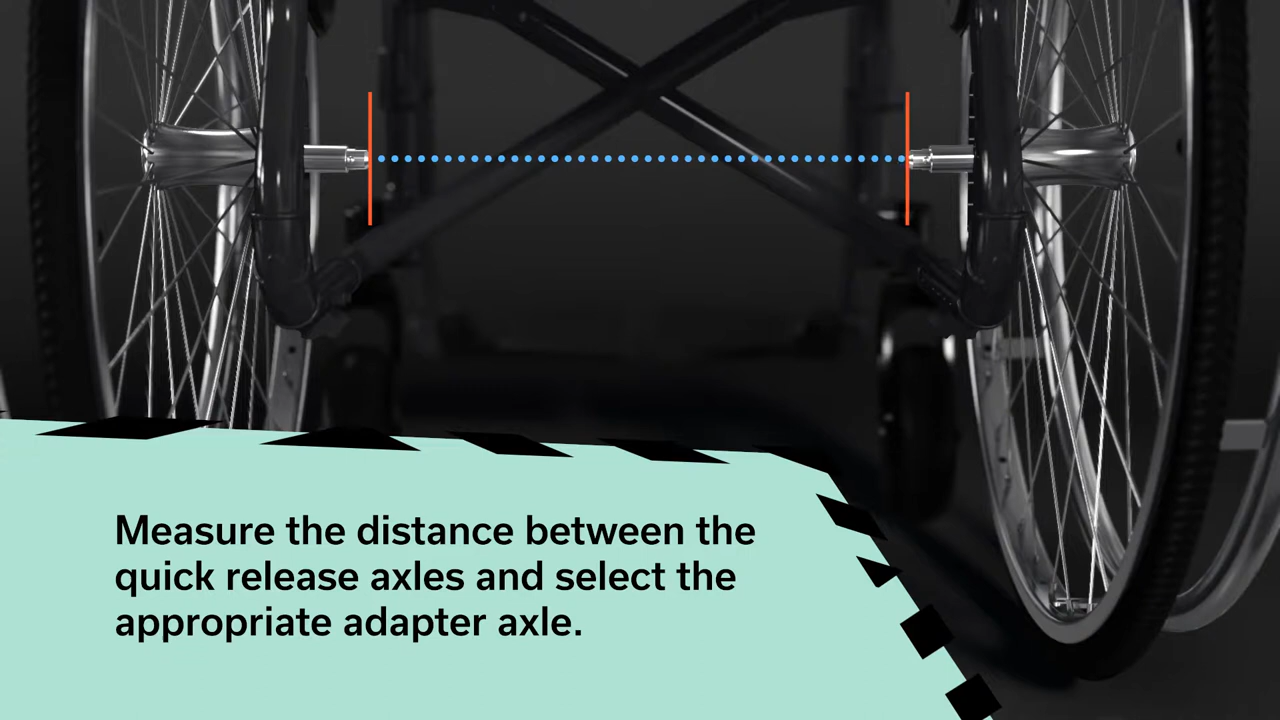 Measure the distance between the
quick release axles and select the
appropriate adapter axle.